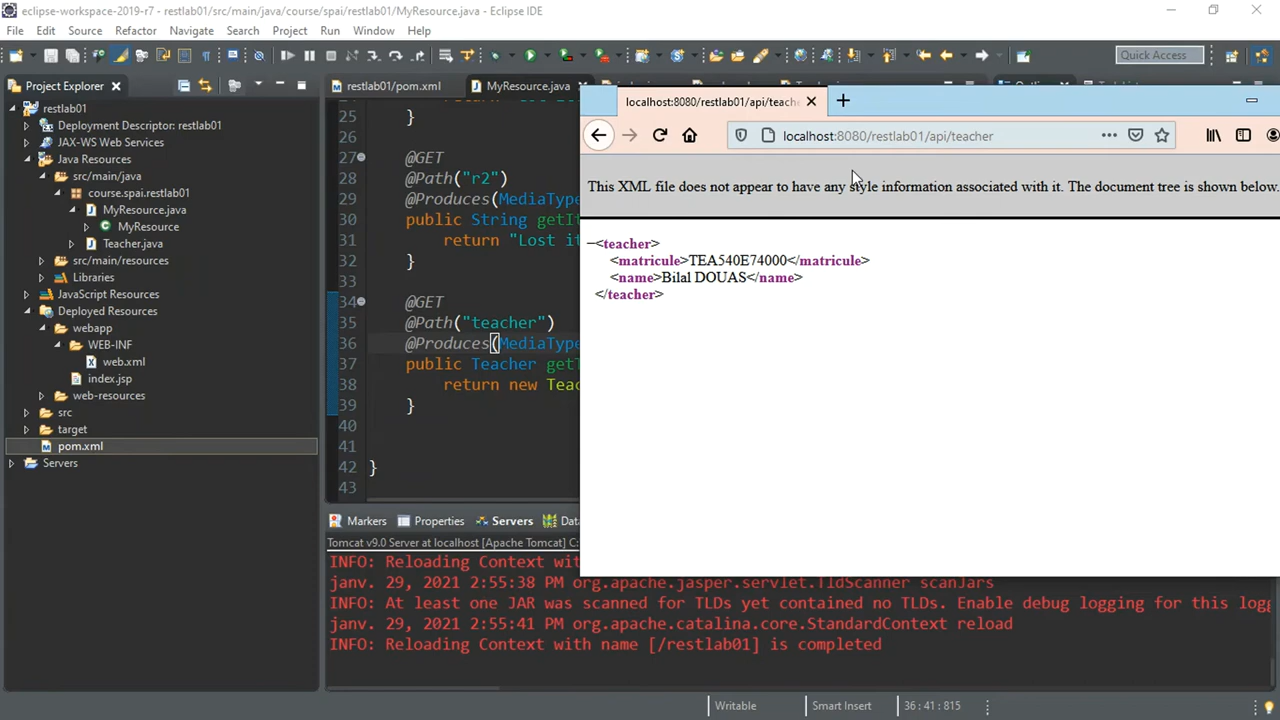 eclipse-workspace-2019-r7 - restlab01/src/main/java/course/spai/restlab01/MyResource.java - Eclipse IDE
File Edit Source Refactor Navigate Search Project Run Window Help
Quick Access
Project Explorer
restlab01
Deployment Descriptor: restlab01
JAX-WS Web Services
Java Resources
src/main/java
course.spai.restlab01
MyResource.java
MyResource
Teacher.java
src/main/resources
Libraries
JavaScript Resources
Deployed Resources
webapp
WEB-INF
web.xml
index.jsp
web-resources
src
target
pom.xml
Servers
restlab01/pom.xml MyResource.java
25 }
26
27 @GET
28 @Path("r2")
29 @Produces(MediaType
30 public String getIt
31 return "Lost it
32 }
33
34 @GET
35 @Path("teacher")
36 @Produces(MediaType
37 public Teacher getT
38 return new Teac
39 }
40
41
42 }
43
localhost:8080/restlab01/api/teache
localhost:8080/restlab01/api/teacher
This XML file does not appear to have any style information associated with it. The document tree is shown below.
−<teacher>
<matricule>TEA540E74000</matricule>
<name>Bilal DOUAS</name>
</teacher>
Markers Properties Servers Dat
Tomcat v9.0 Server at localhost [Apache Tomcat] C:
INFO: Reloading Context wit
janv. 29, 2021 2:55:38 PM org.apache.jasper.servlet.TldScanner scanJars
INFO: At least one JAR was scanned for TLDs yet contained no TLDs. Enable debug logging for this logg
janv. 29, 2021 2:55:41 PM org.apache.catalina.core.StandardContext reload
INFO: Reloading Context with name [/restlab01] is completed
Writable Smart Insert 36 : 41 : 815